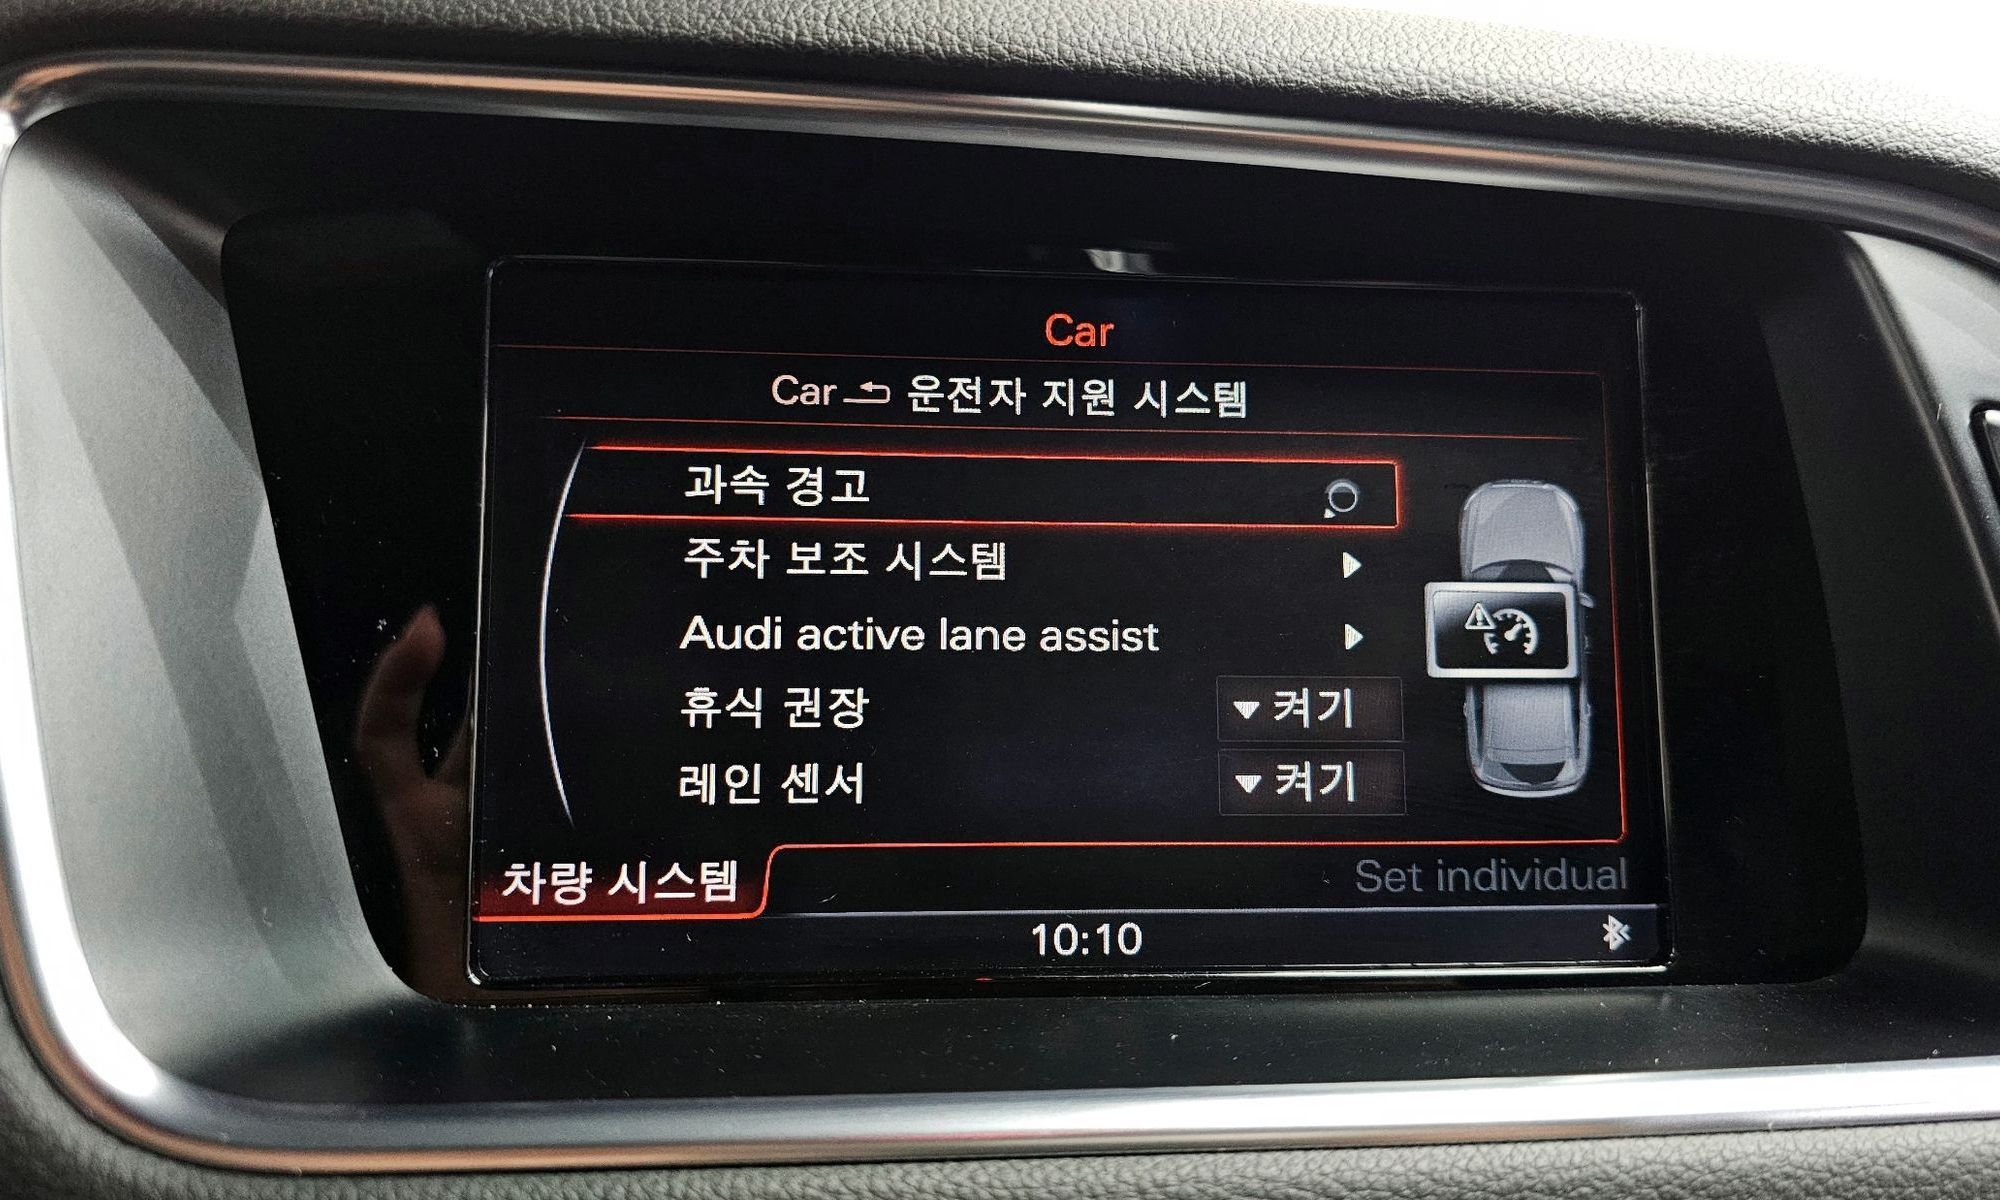 Car
Car 운전자 지원 시스템
과속 경고
주차 보조 시스템
Audi active lane assist
휴식 권장 켜기
레인 센서 켜기
차량 시스템
Set individual
10:10